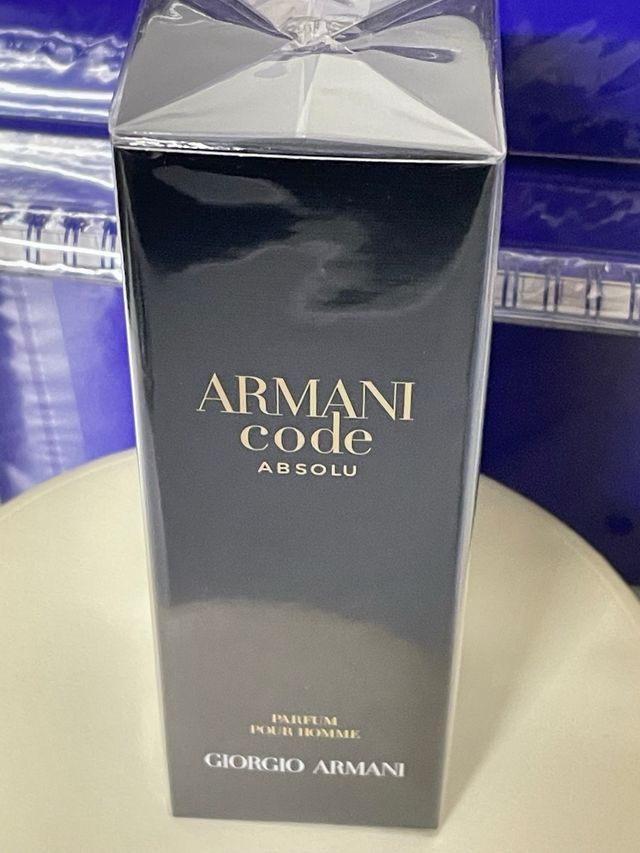 ARMANI
code
ABSOLU
PARFUM
POUR HOMME
GIORGIO ARMANI